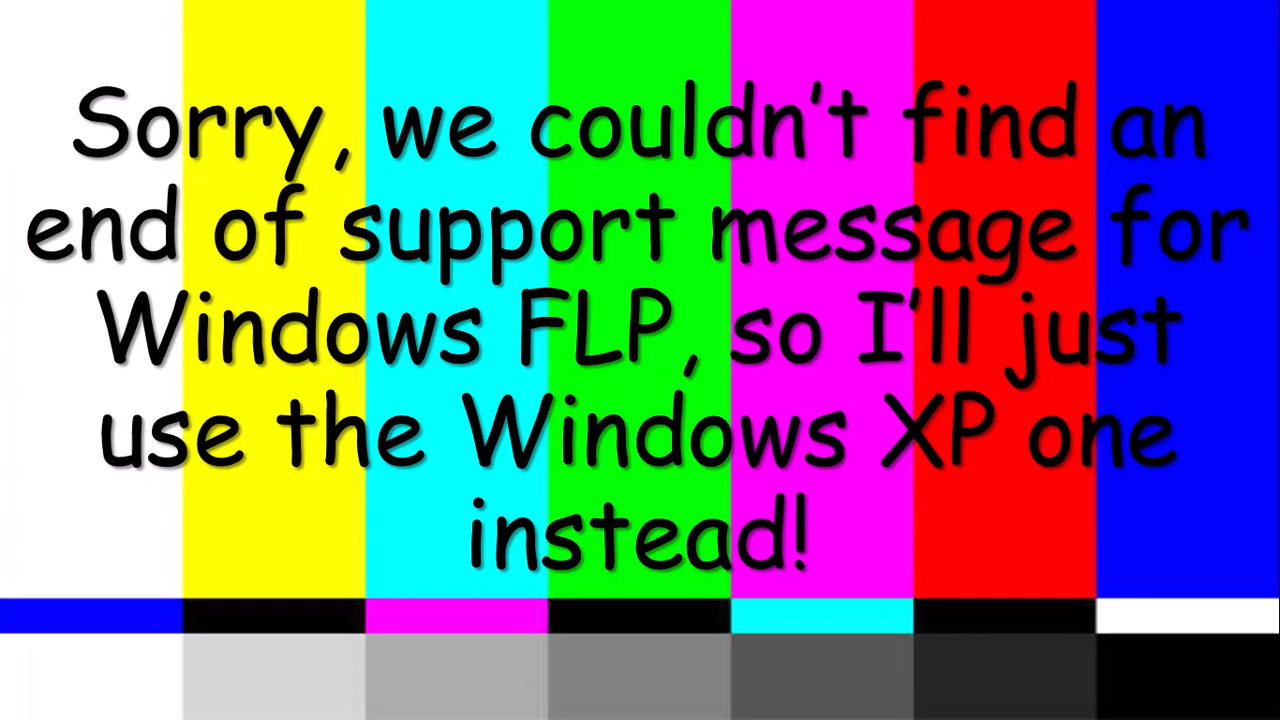 Sorry, we couldn’t find an
end of support message for
Windows FLP, so I’ll just
use the Windows XP one
instead!